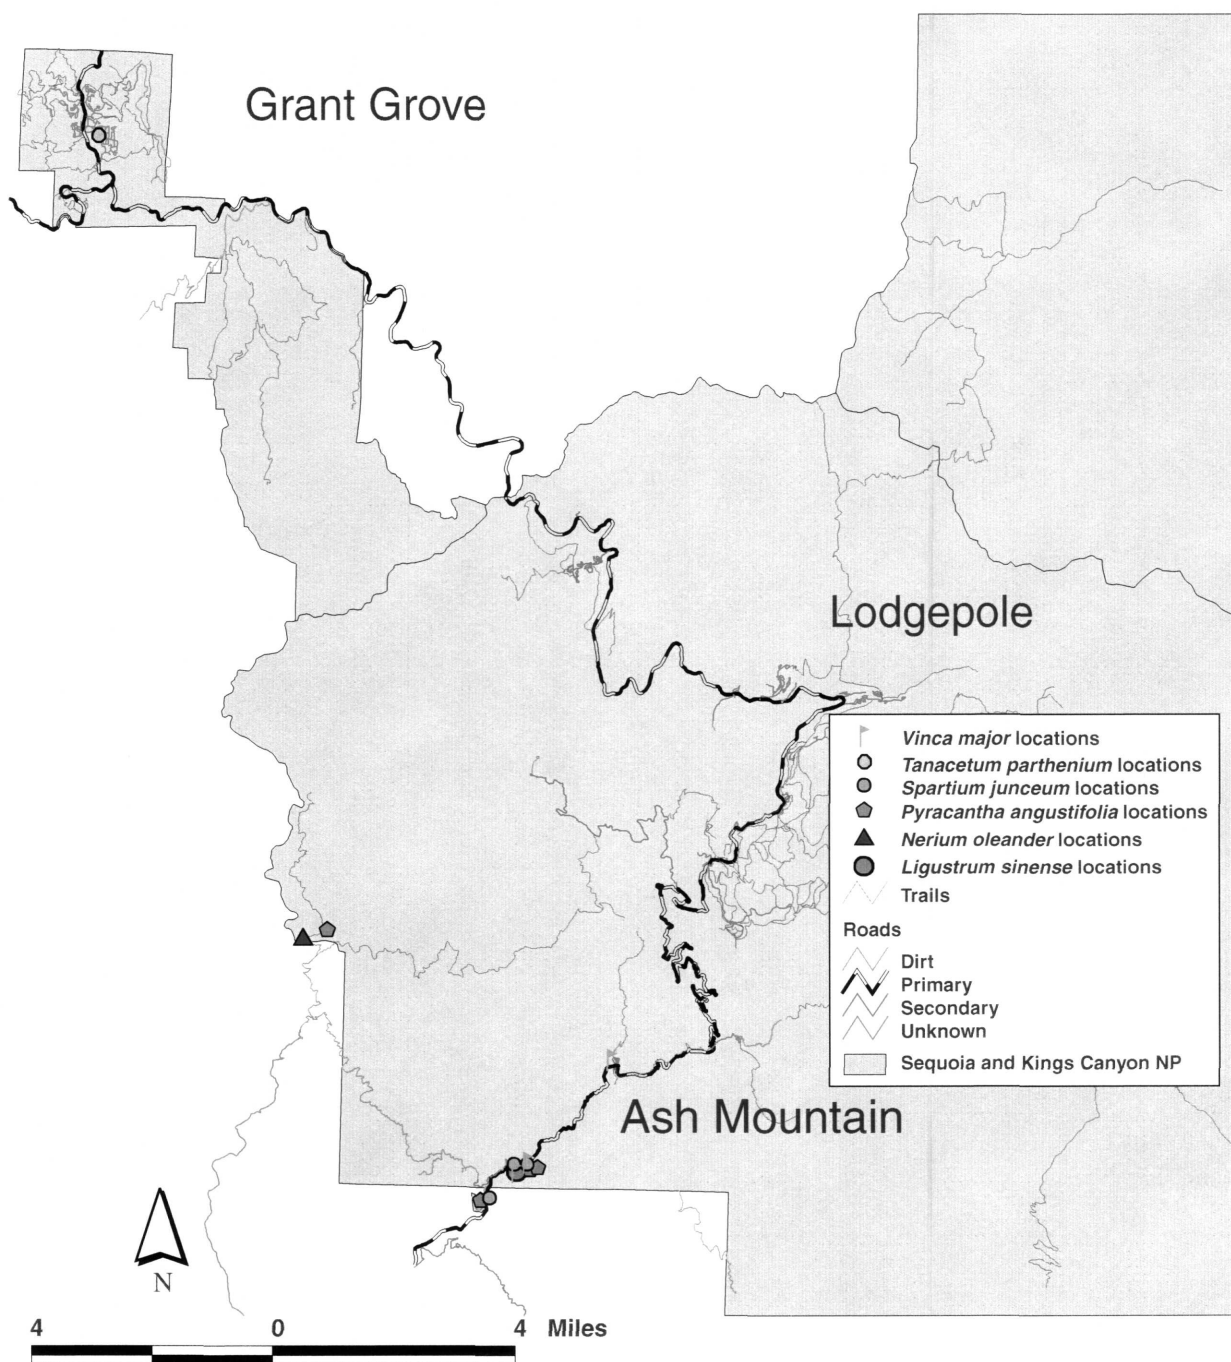 Grant Grove
Lodgepole
Vinca major locations
Tanacetum parthenium locations
Spartium junceum locations
Pyracantha angustifolia locations
Nerium oleander locations
Ligustrum sinense locations
Trails
Roads
Dirt
Primary
Secondary
Unknown
Sequoia and Kings Canyon NP
Ash Mountain
N
4 0 4 Miles